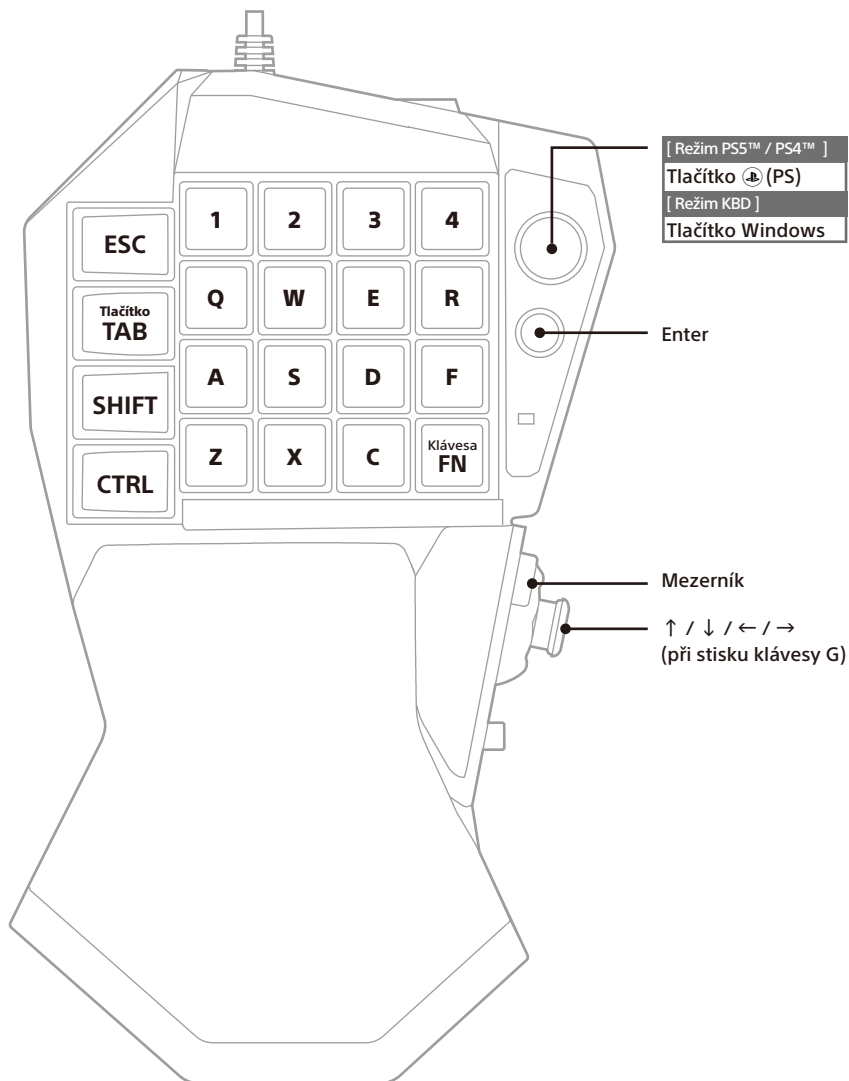 [ Režim PS5™ / PS4™ ]
Tlačítko (PS)
[ Režim KBD ]
Tlačítko Windows
1 2 3 4
ESC
Q W E R
Tlačítko
TAB
Enter
A S D F
SHIFT
Z X C
Klávesa
FN
CTRL
Mezerník
↑ / ↓ / ← / →
(při stisku klávesy G)